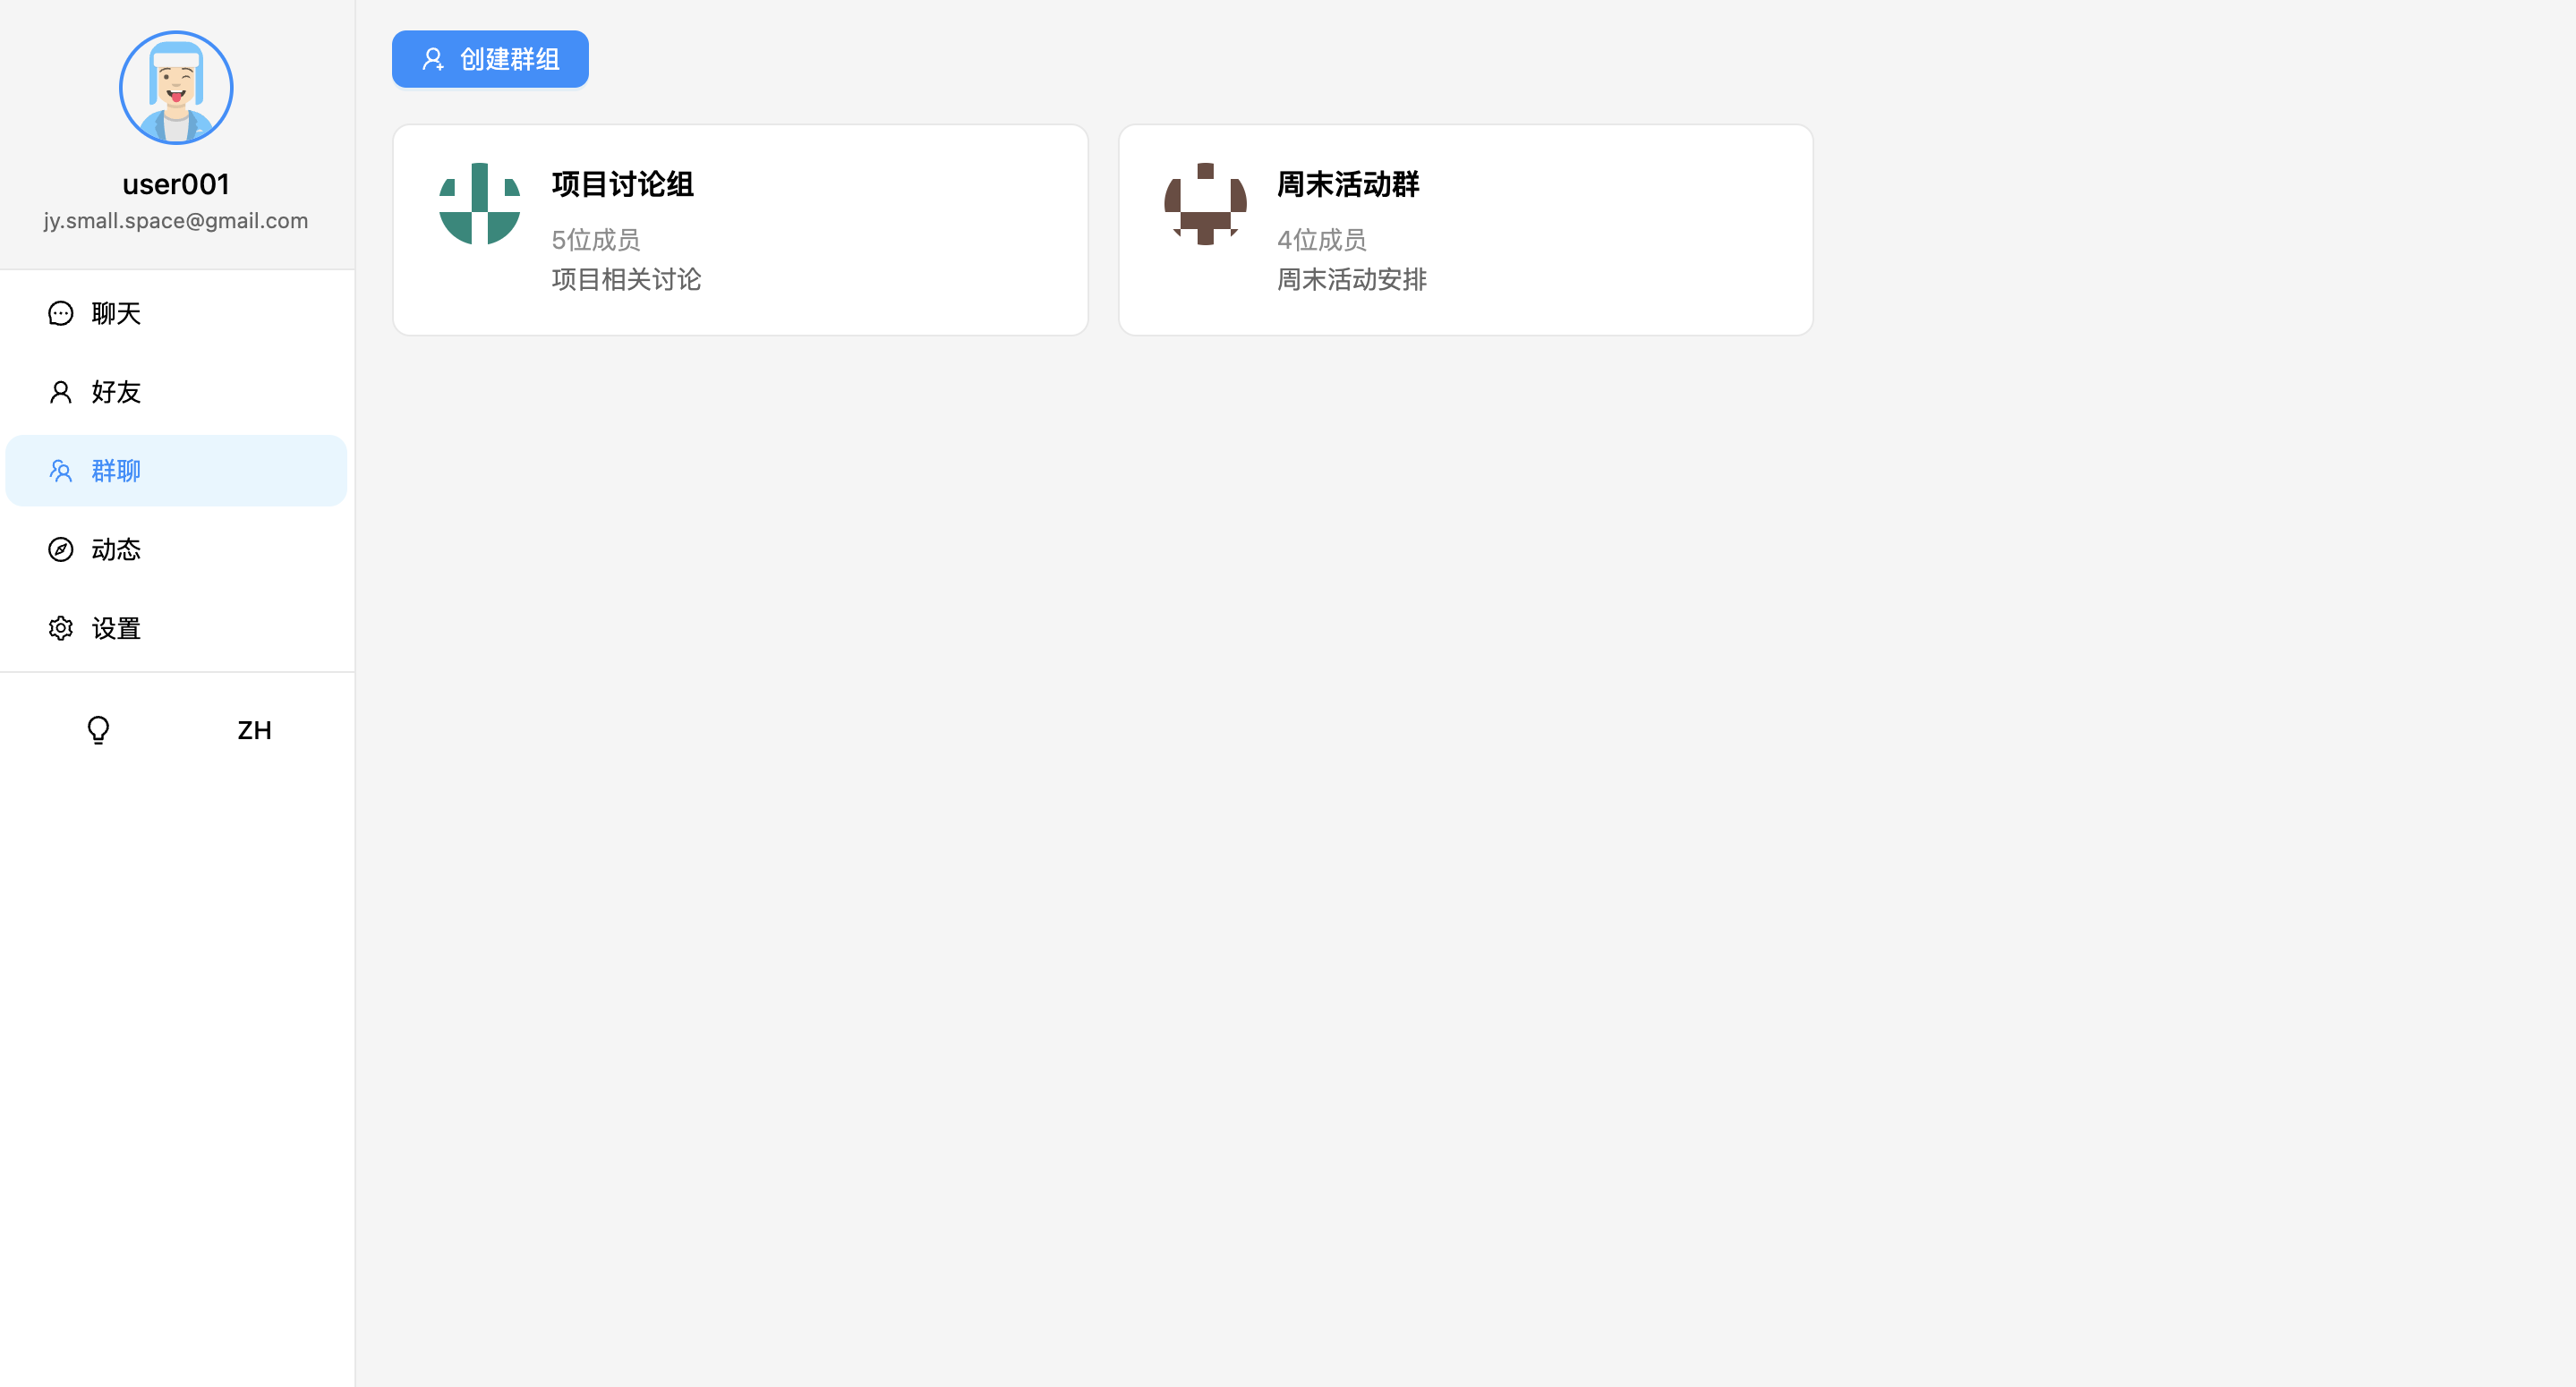 user001
jy.small.space@gmail.com
聊天
好友
群聊
动态
设置
ZH
创建群组
项目讨论组
5位成员
项目相关讨论
周末活动群
4位成员
周末活动安排